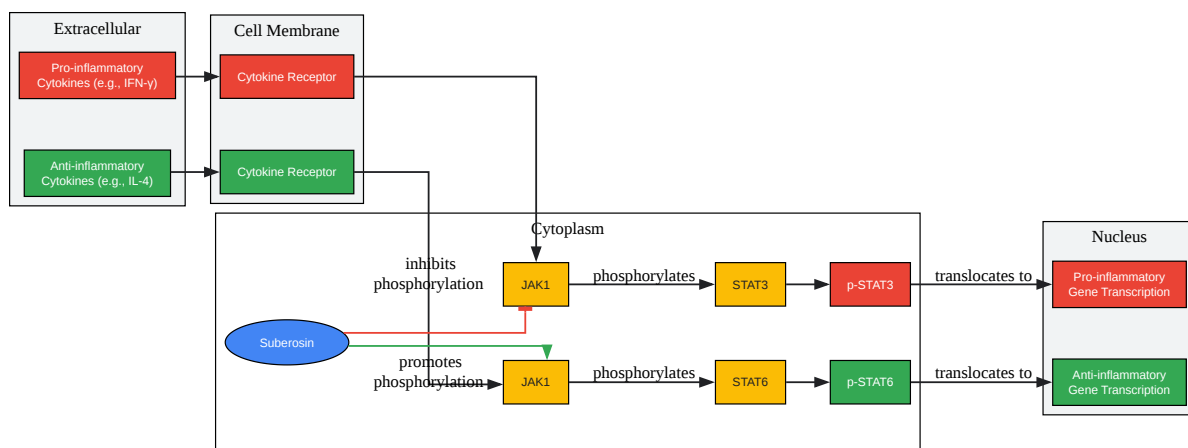 Extracellular
Pro-inflammatory
Cytokines (e.g., IFN-γ)
Anti-inflammatory
Cytokines (e.g., IL-4)
Cell Membrane
Cytokine Receptor
Cytokine Receptor
Cytoplasm
inhibits
phosphorylation
JAK1
phosphorylates
STAT3
p-STAT3
translocates to
Suberosin
promotes
phosphorylation
JAK1
phosphorylates
STAT6
p-STAT6
translocates to
Nucleus
Pro-inflammatory
Gene Transcription
Anti-inflammatory
Gene Transcription